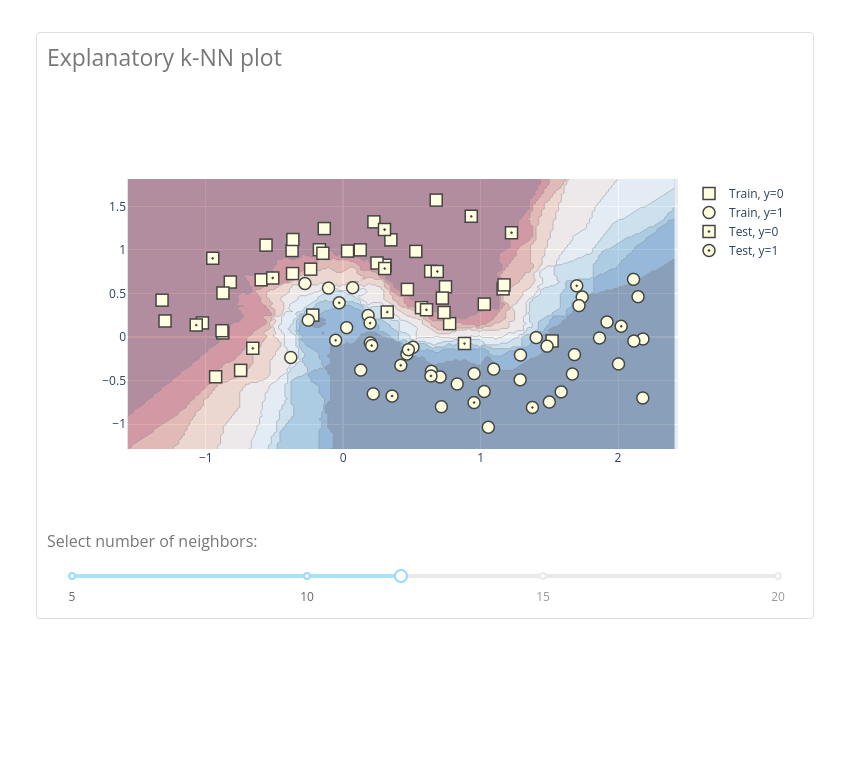 Explanatory k-NN plot
1.5
1
0.5
0
−0.5
−1
−1
0
1
2
Train, y=0
Train, y=1
Test, y=0
Test, y=1
Select number of neighbors:
5
10
15
20